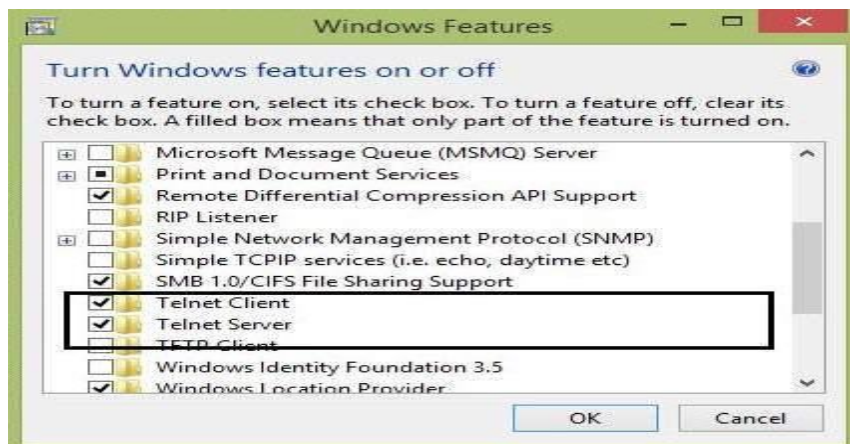 Windows Features
Turn Windows features on or off
To turn a feature on, select its check box. To turn a feature off, clear its
check box. A filled box means that only part of the feature is turned on.
Microsoft Message Queue (MSMQ) Server
Print and Document Services
Remote Differential Compression API Support
RIP Listener
Simple Network Management Protocol (SNMP)
Simple TCPIP services (i.e. echo, daytime etc)
SMB 1.0/CIFS File Sharing Support
Telnet Client
Telnet Server
TFTP Client
Windows Identity Foundation 3.5
Windows Location Provider
OK
Cancel